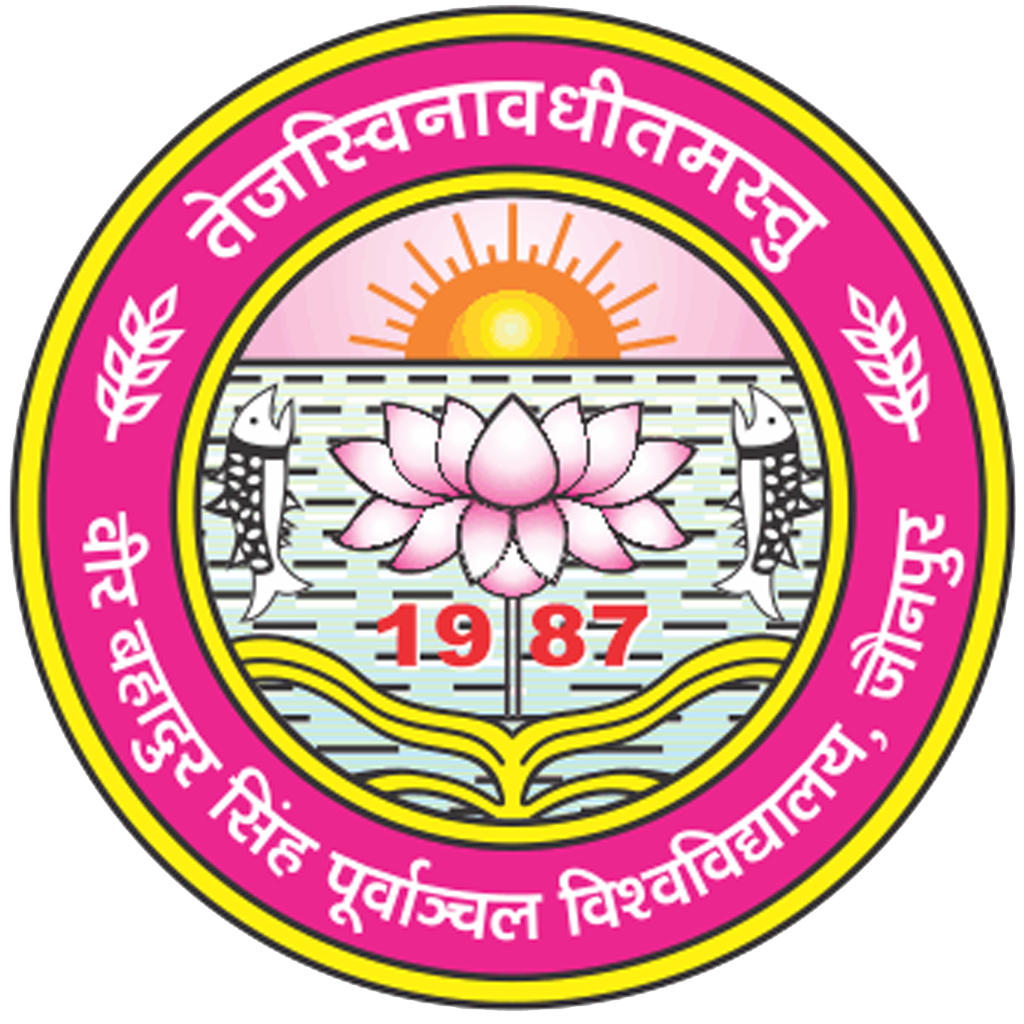 तेजस्विनावधीतमस्तु
1987
वीर बहादुर सिंह पूर्वाञ्चल विश्वविद्यालय, जौनपुर